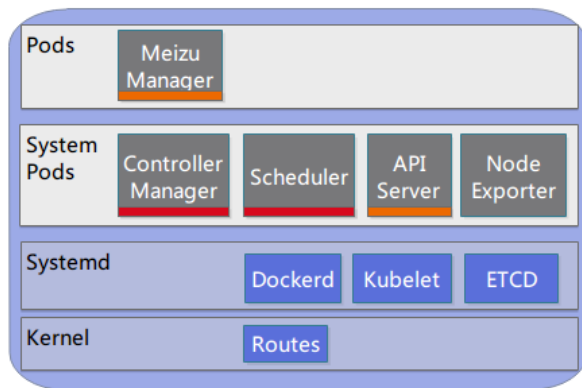 Pods
Meizu
Manager
System
Pods
Controller
Manager
Scheduler
API
Server
Node
Exporter
Systemd
Dockerd
Kubelet
ETCD
Kernel
Routes